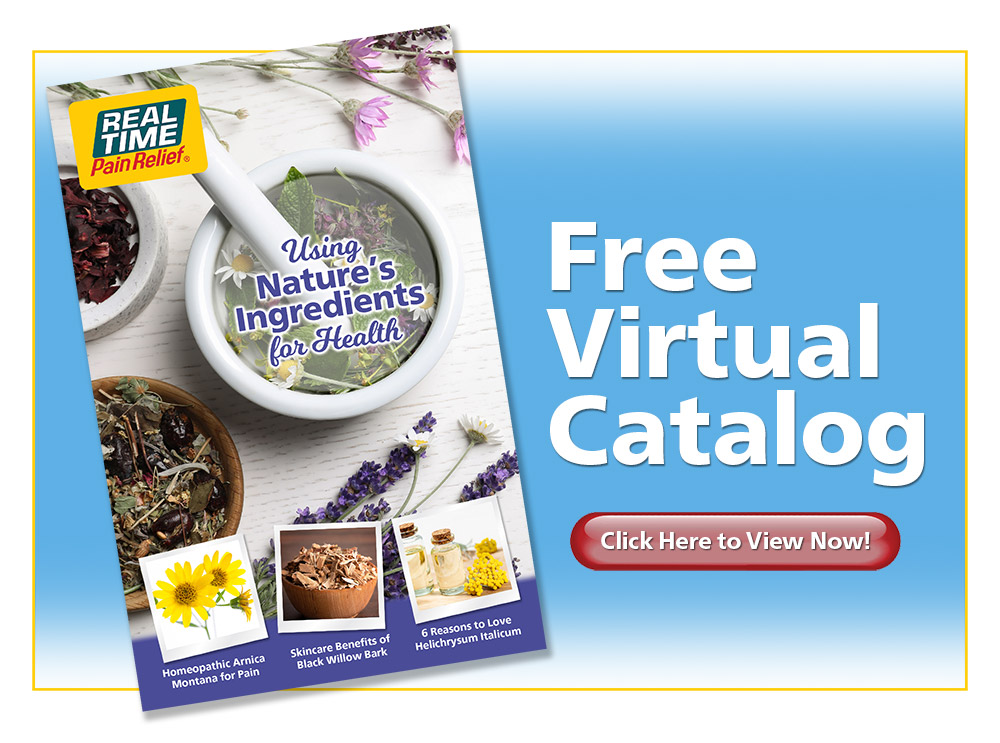 REAL
TIME
Pain Relief®
Using
Nature's
Ingredients
for Health
Homeopathic Arnica
Montana for Pain
Skincare Benefits of
Black Willow Bark
6 Reasons to Love
Helichrysum Italicum
Free
Virtual
Catalog
Click Here to View Now!